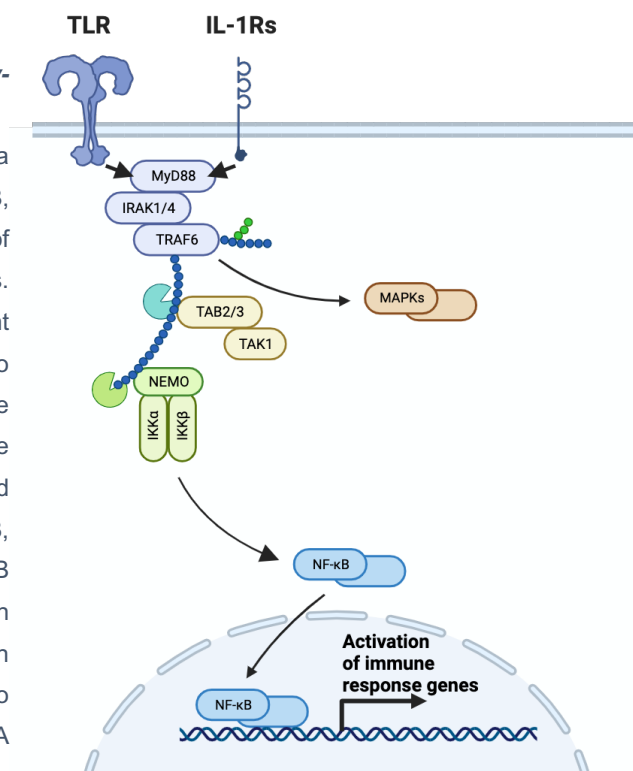 TLR
IL-1Rs
MyD88
IRAK1/4
TRAF6
MAPKs
TAB2/3
TAK1
NEMO
IKKα
IKKβ
NF-κB
Activation
of immune
response genes
NF-κB